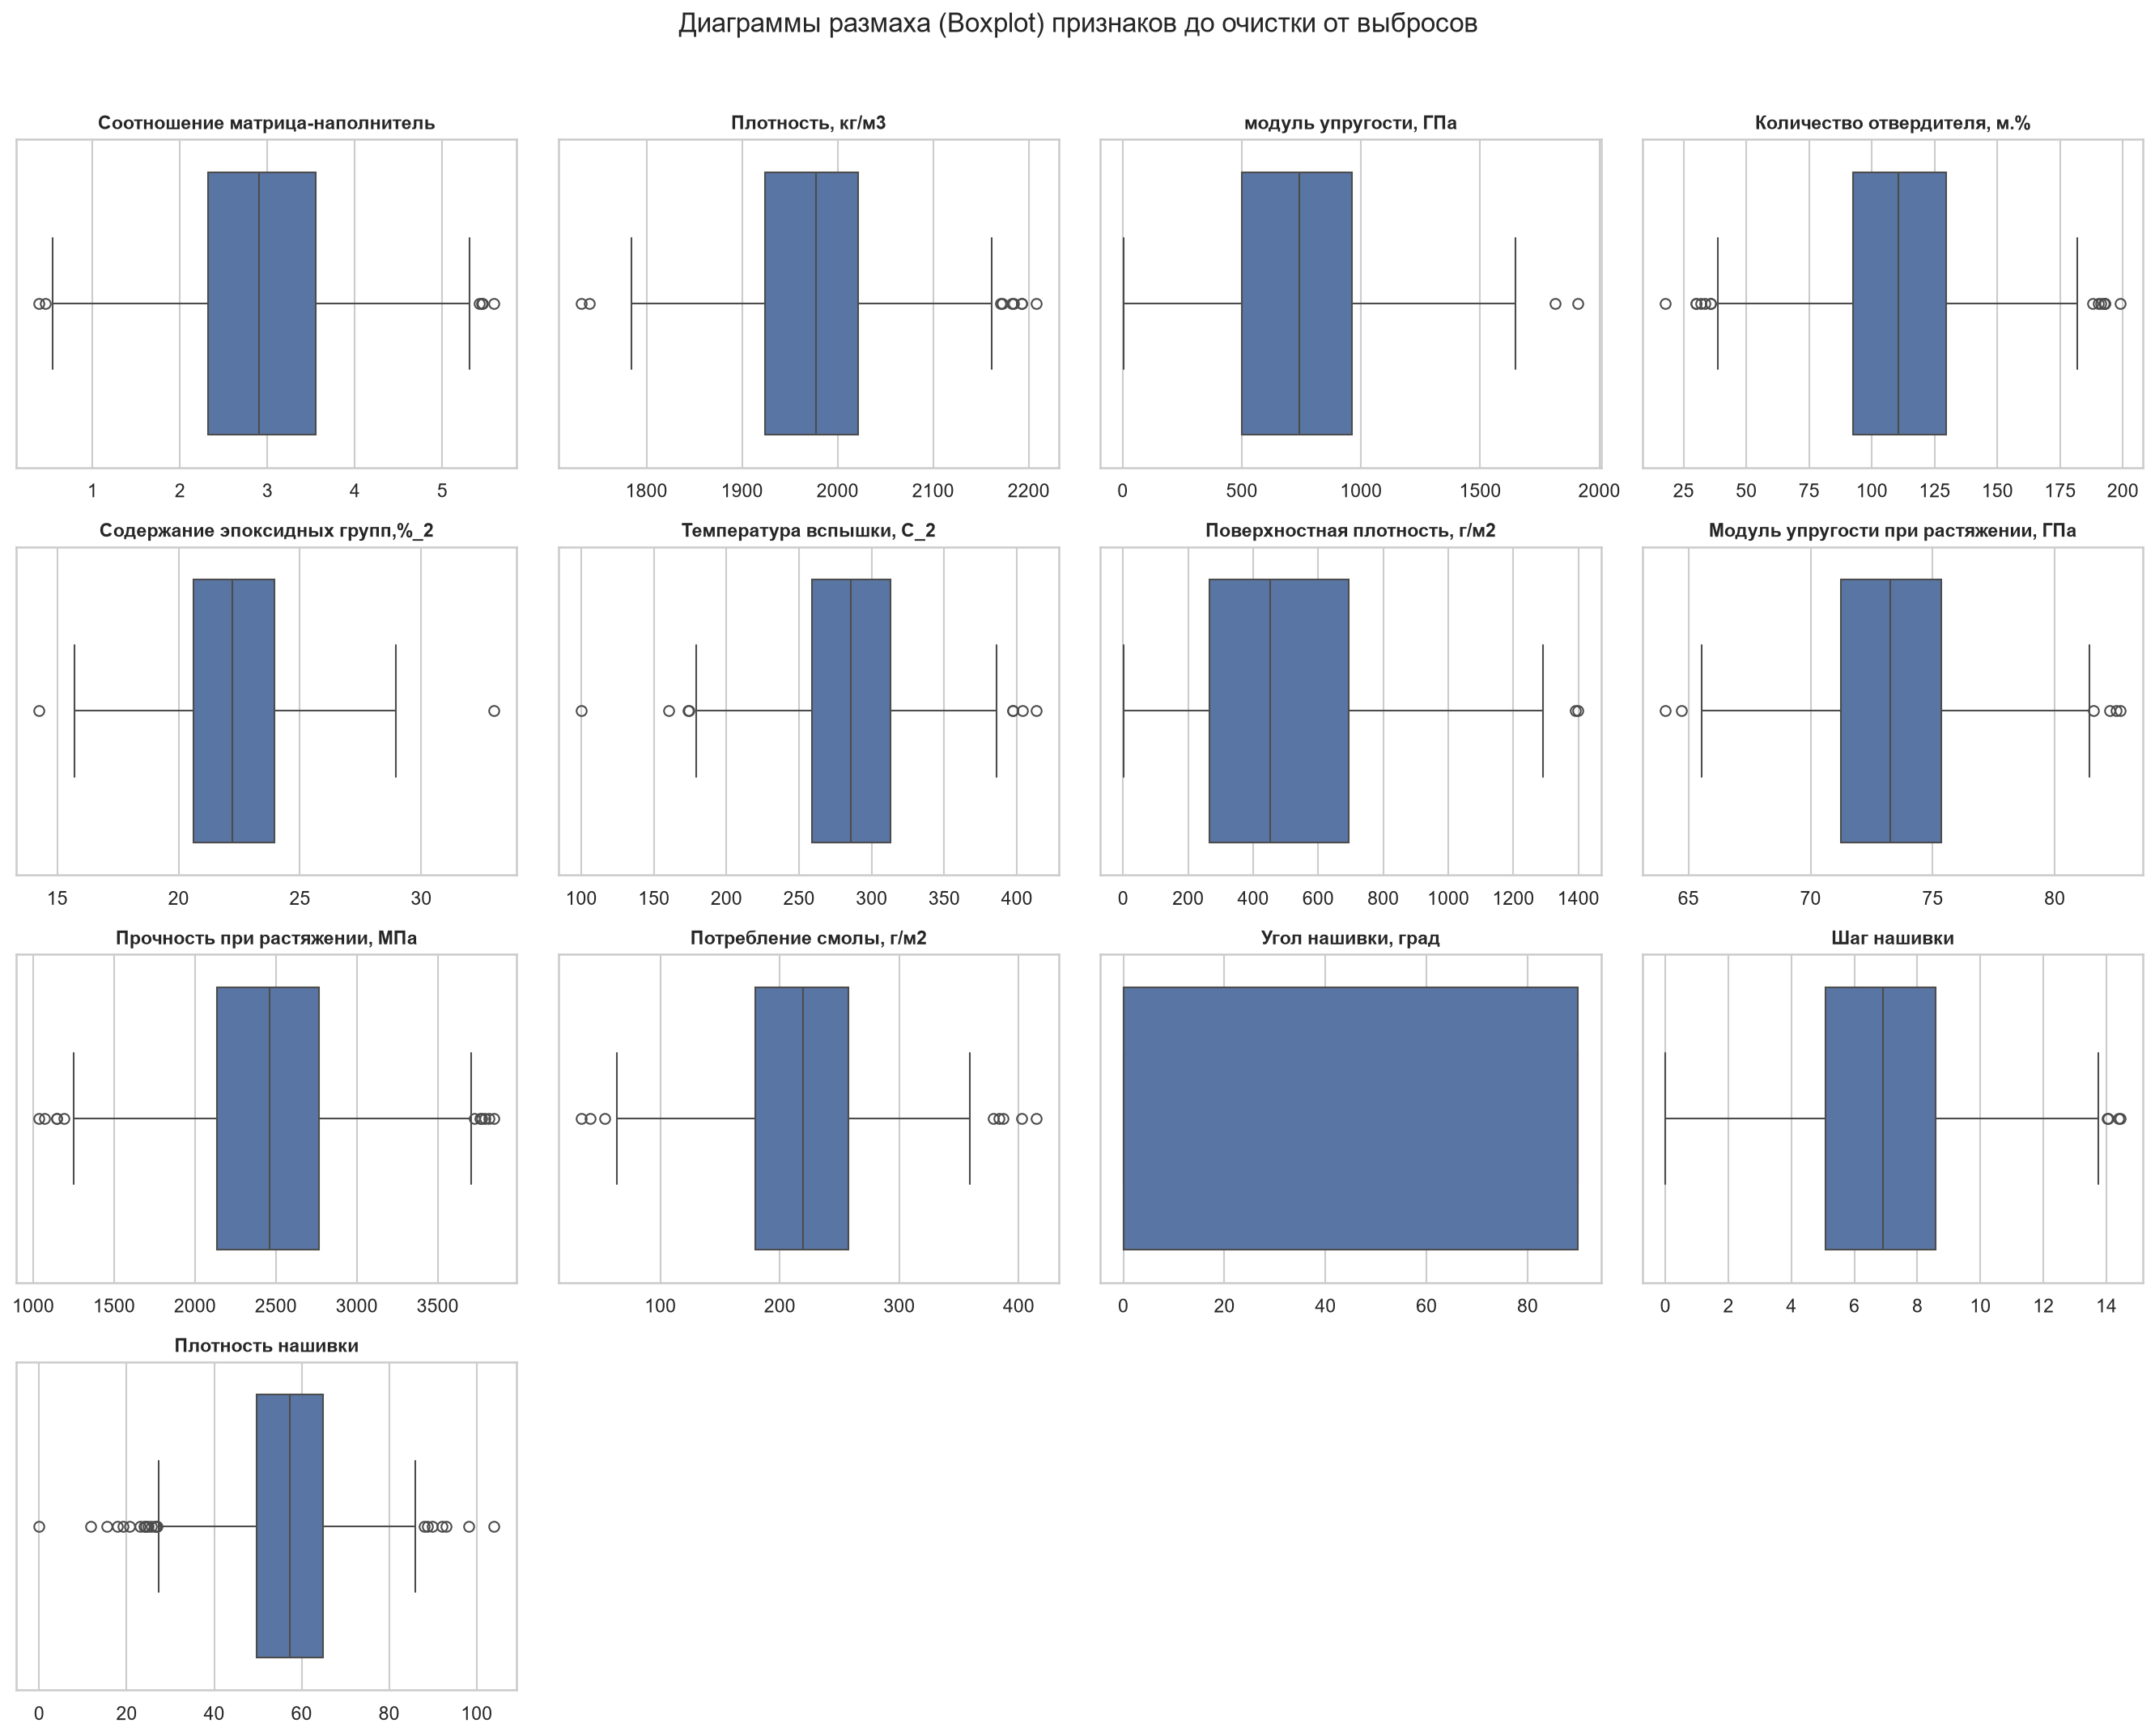 Диаграммы размаха (Boxplot) признаков до очистки от выбросов
Соотношение матрица-наполнитель
1 2 3 4 5
Плотность, кг/м3
1800 1900 2000 2100 2200
модуль упругости, ГПа
0 500 1000 1500 2000
Количество отвердителя, м.%
25 50 75 100 125 150 175 200
Содержание эпоксидных групп,%_2
15 20 25 30
Температура вспышки, С_2
100 150 200 250 300 350 400
Поверхностная плотность, г/м2
0 200 400 600 800 1000 1200 1400
Модуль упругости при растяжении, ГПа
65 70 75 80
Прочность при растяжении, МПа
1000 1500 2000 2500 3000 3500
Потребление смолы, г/м2
100 200 300 400
Угол нашивки, град
0 20 40 60 80
Шаг нашивки
0 2 4 6 8 10 12 14
Плотность нашивки
0 20 40 60 80 100